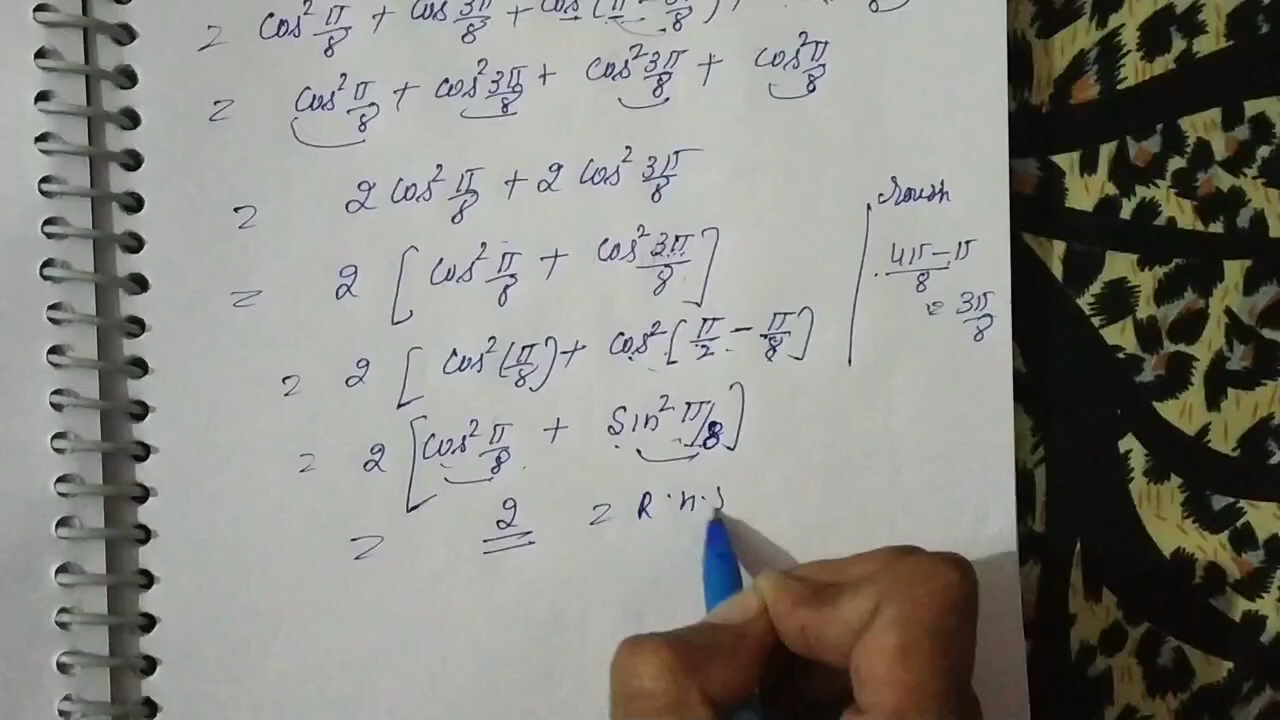 = cos² π/8 + cos 3π/8 + cos (π -
= cos² π/8 + cos² 3π/8 + cos² 3π/8 + cos² π/8
= 2 cos² π/8 + 2 cos² 3π/8
= 2 [cos² π/8 + cos² 3π/8]
= 2 [cos² (π/8) + cos² [π/2 - π/8]
= 2 [cos² π/8 + Sin² π/8]
= 2 = R.H.S
rough
4π-π/8
= 3π/8